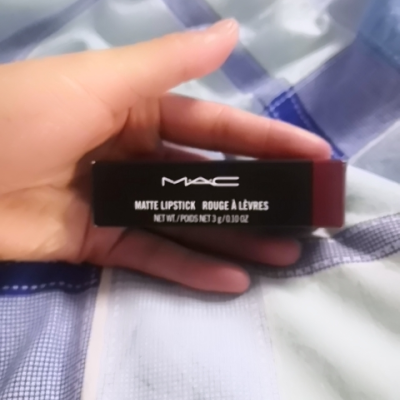 MAC
MATTE LIPSTICK ROUGE À LÈVRES
NET WT./POIDS NET 3 g/0.10 OZ